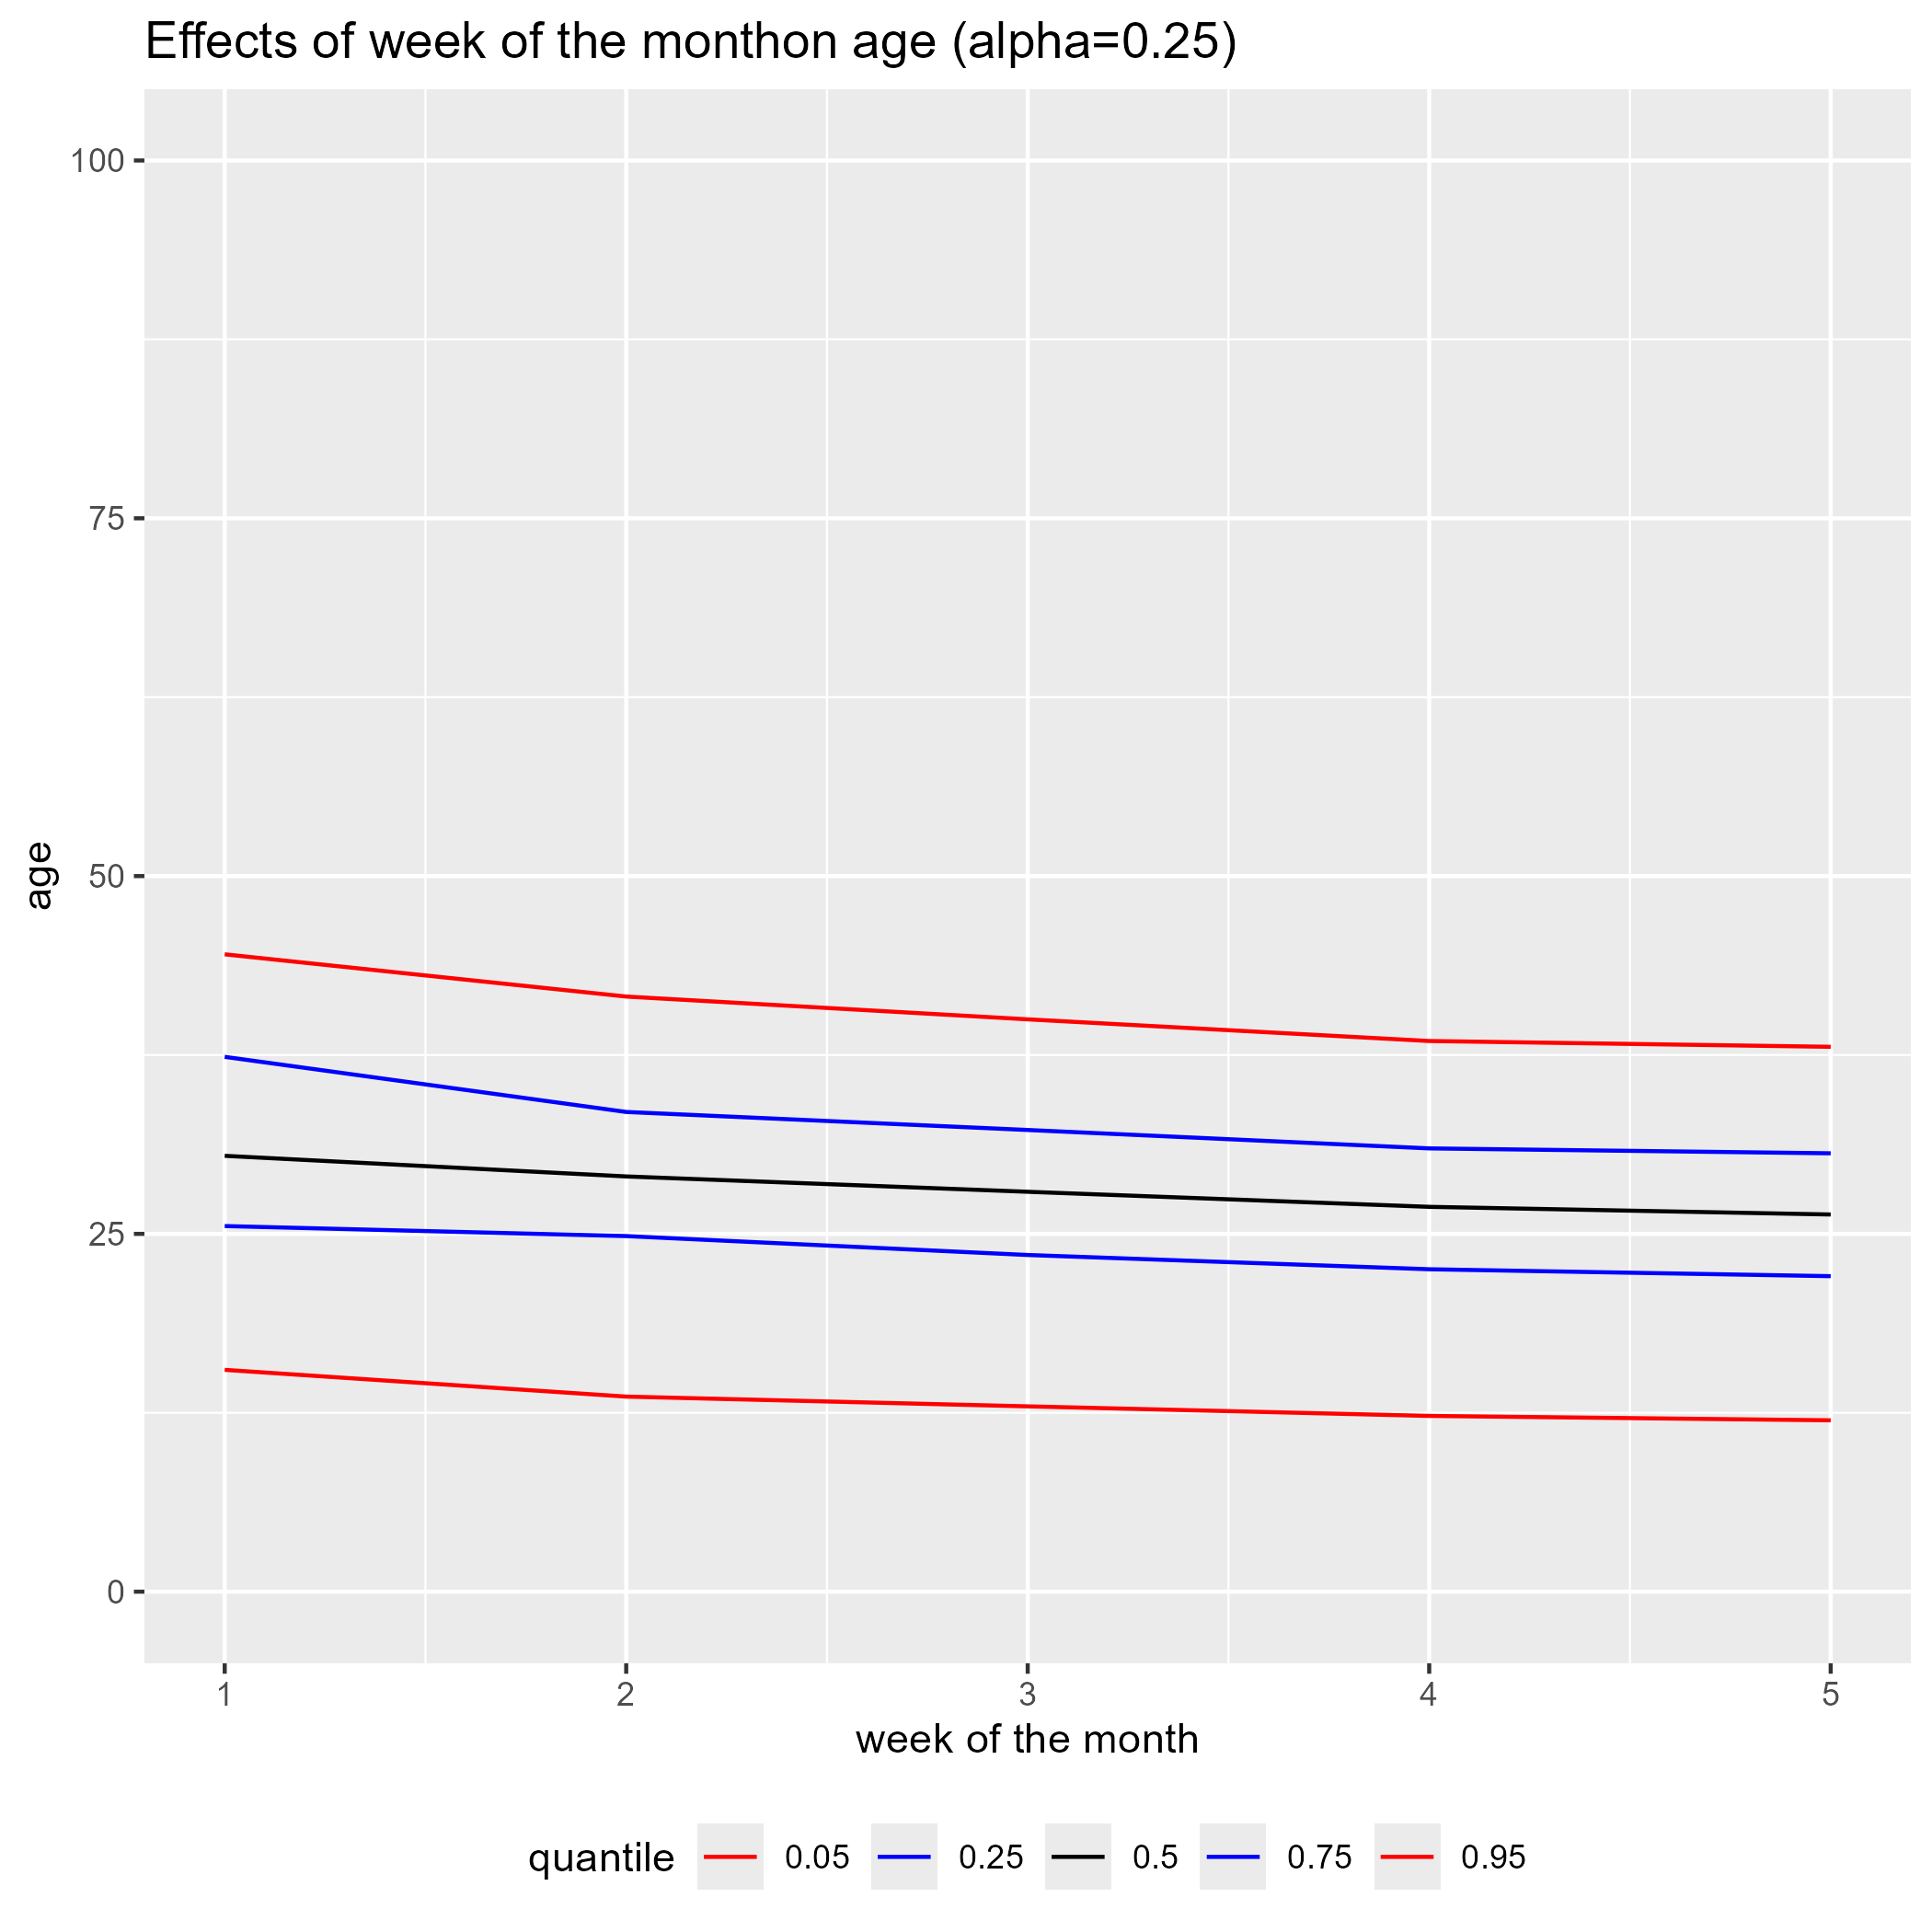 Effects of week of the monthon age (alpha=0.25)
100
75
50
25
0
age
1 2 3 4 5
week of the month
quantile 0.05 0.25 0.5 0.75 0.95